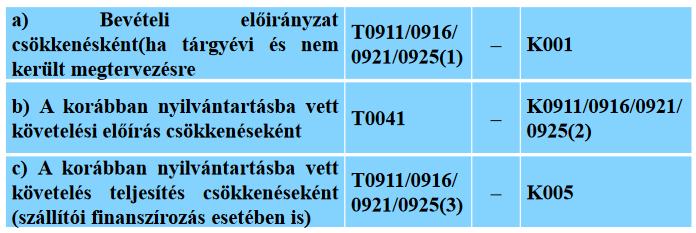 a) Bevételi előirányzat
csökkenésként(ha tárgyévi és nem
került megtervezésre
T0911/0916/
0921/0925(1)
–
K001
b) A korábban nyilvántartásba vett
követelési előírás csökkenéseként
T0041
–
K0911/0916/0921/
0925(2)
c) A korábban nyilvántartásba vett
követelés teljesítés csökkenéseként
(szállítói finanszírozás esetében is)
T0911/0916/
0921/0925(3)
–
K005